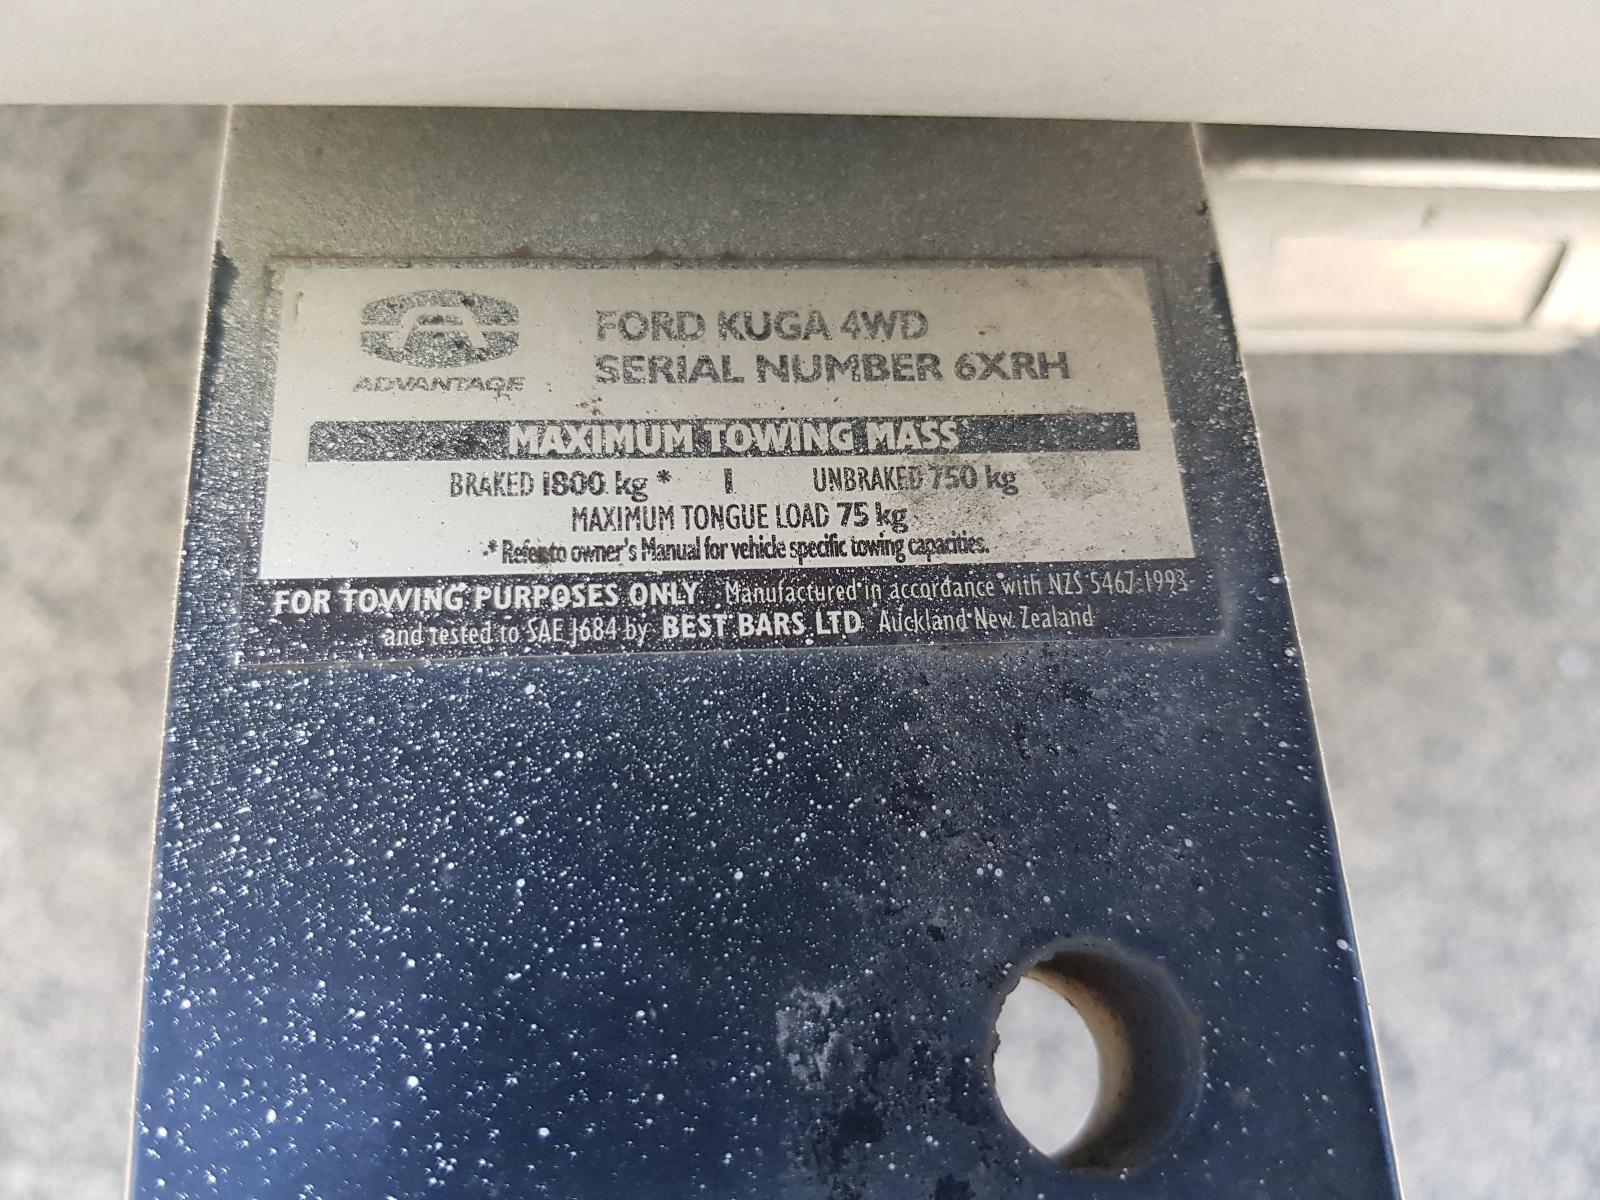 ADVANTAGE
FORD KUGA 4WD
SERIAL NUMBER 6XRH
MAXIMUM TOWING MASS
BRAKED 1800 kg * | UNBRAKED 750 kg
MAXIMUM TONGUE LOAD 75 kg
* Refer to owner's Manual for vehicle specific towing capacities.
FOR TOWING PURPOSES ONLY Manufactured in accordance with NZS 5467:1993
and tested to SAE J684 by BEST BARS LTD Auckland New Zealand